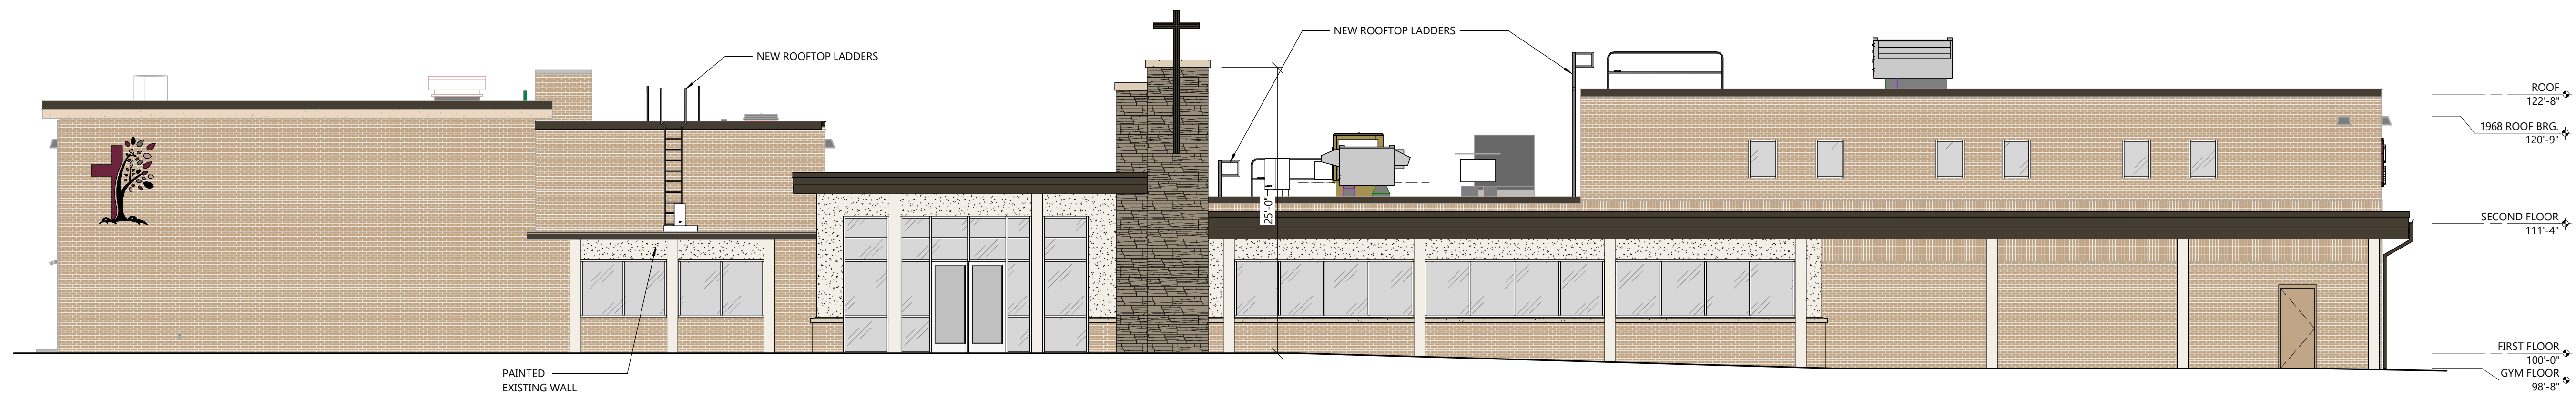 NEW ROOFTOP LADDERS
NEW ROOFTOP LADDERS
25'-0"
ROOF
122'-8"
1968 ROOF BRG.
120'-9"
SECOND FLOOR
111'-4"
FIRST FLOOR
100'-0"
GYM FLOOR
98'-8"
PAINTED
EXISTING WALL